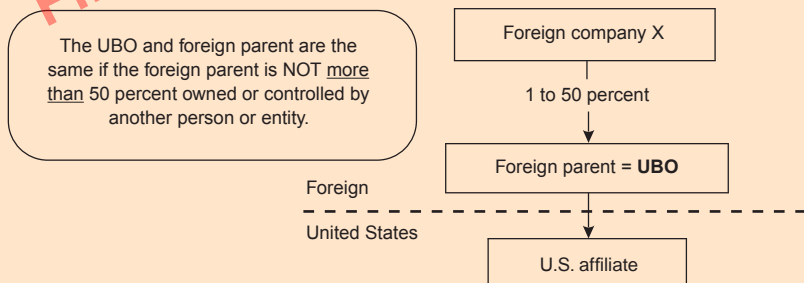 The UBO and foreign parent are the
same if the foreign parent is NOT more
than 50 percent owned or controlled by
another person or entity.
Foreign company X
1 to 50 percent
Foreign parent = UBO
Foreign
United States
U.S. affiliate